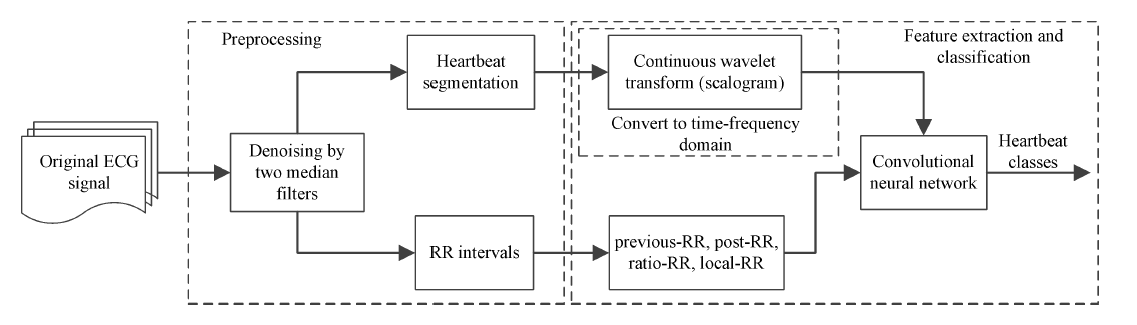 Preprocessing
Feature extraction and
classification
Heartbeat
segmentation
Continuous wavelet
transform (scalogram)
Convert to time-frequency
domain
Original ECG
signal
Denoising by
two median
filters
Convolutional
neural network
Heartbeat
classes
RR intervals
previous-RR, post-RR,
ratio-RR, local-RR